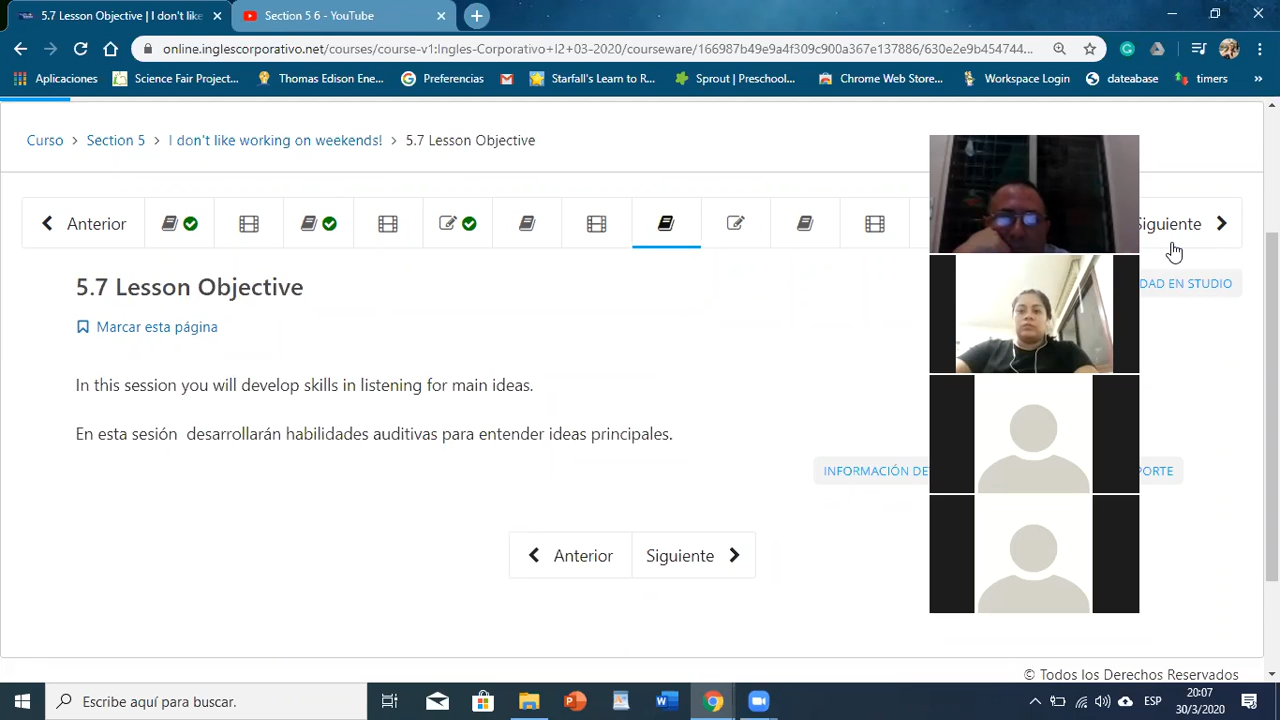 5.7 Lesson Objective | I don't like
Section 5 6 - YouTube
online.inglescorporativo.net/courses/course-v1:Ingles-Corporativo+I2+03-2020/courseware/166987b49e9a4f309c900a367e137886/630e2e9b454744...
Aplicaciones
Science Fair Project...
Thomas Edison Ene...
Preferencias
Starfall's Learn to R...
Sprout | Preschool...
Chrome Web Store...
Workspace Login
dateabase
timers
»
Curso > Section 5 > I don't like working on weekends! > 5.7 Lesson Objective
Anterior
Siguiente
5.7 Lesson Objective
DAD EN STUDIO
Marcar esta página
In this session you will develop skills in listening for main ideas.
En esta sesión desarrollarán habilidades auditivas para entender ideas principales.
INFORMACIÓN DE
PORTE
Anterior
Siguiente
© Todos los Derechos Reservados
Escribe aquí para buscar.
ESP
20:07
30/3/2020